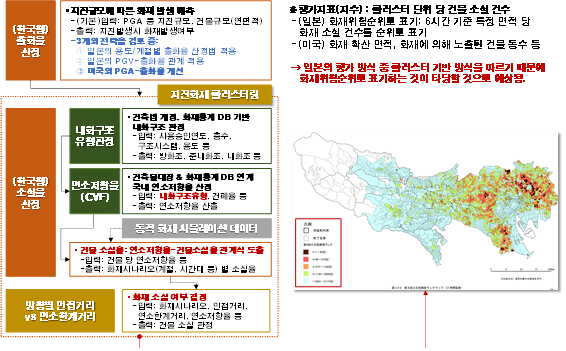 (한국형)
출화율
산정
• 지진규모에 따른 화재 발생 예측
- (기본)입력: PGA 등 지진규모, 건물규모(연면적)
- 출력: 지진발생시 화재발생여부
- 3개의 전략을 검토 중:
① 일본의 용도/계절별 출화율 산정법 적용
② 일본의 PGV-출화율 관계 적용
③ 미국의 PGA-출화율 개선
지진화재 클러스터링
(한국형)
소실율
산정
내화구조
유형판정
• 건축법 개정, 화재통계 DB 기반
내화구조 판정
- 입력: 사용승인연도, 층수,
구조시스템, 용도 등
- 출력: 방화조, 준내화조, 내화조 등
연소저항율
(CVF)
• 건축물대장 & 화재통계 DB 연계
국내 연소저항율 산정
- 입력: 내화구조유형, 건폐율 등
- 출력: 연소저항율 산출
동적 화재 시뮬레이션 데이터
• 건물 소실율: 연소저항율-건물소실율 관계식 도출
- 입력: 건물 당 연소저항율 등
- 출력: 화재시나리오(계절, 시간대 등)별 소실율
방향별 인접거리
vs 연소한계거리
• 화재 소실 여부 결정
- 입력: 화재시나리오, 인접거리,
연소한계거리, 연소저항율 등
- 출력: 건물 소실 판정
※ 평가지표(지수) : 클러스터 단위 당 건물 소실 건수
- (일본) 화재위험순위로 표기: 6시간 기준 특정 면적 당
화재 소실 건수를 순위로 표기
- (미국) 화재 확산 면적, 화재에 의해 노출된 건물 동수 등
→ 일본의 평가 방식 중 클러스터 기반 방식을 따르기 때문에
화재위험순위로 표기하는 것이 타당할 것으로 예상됨.